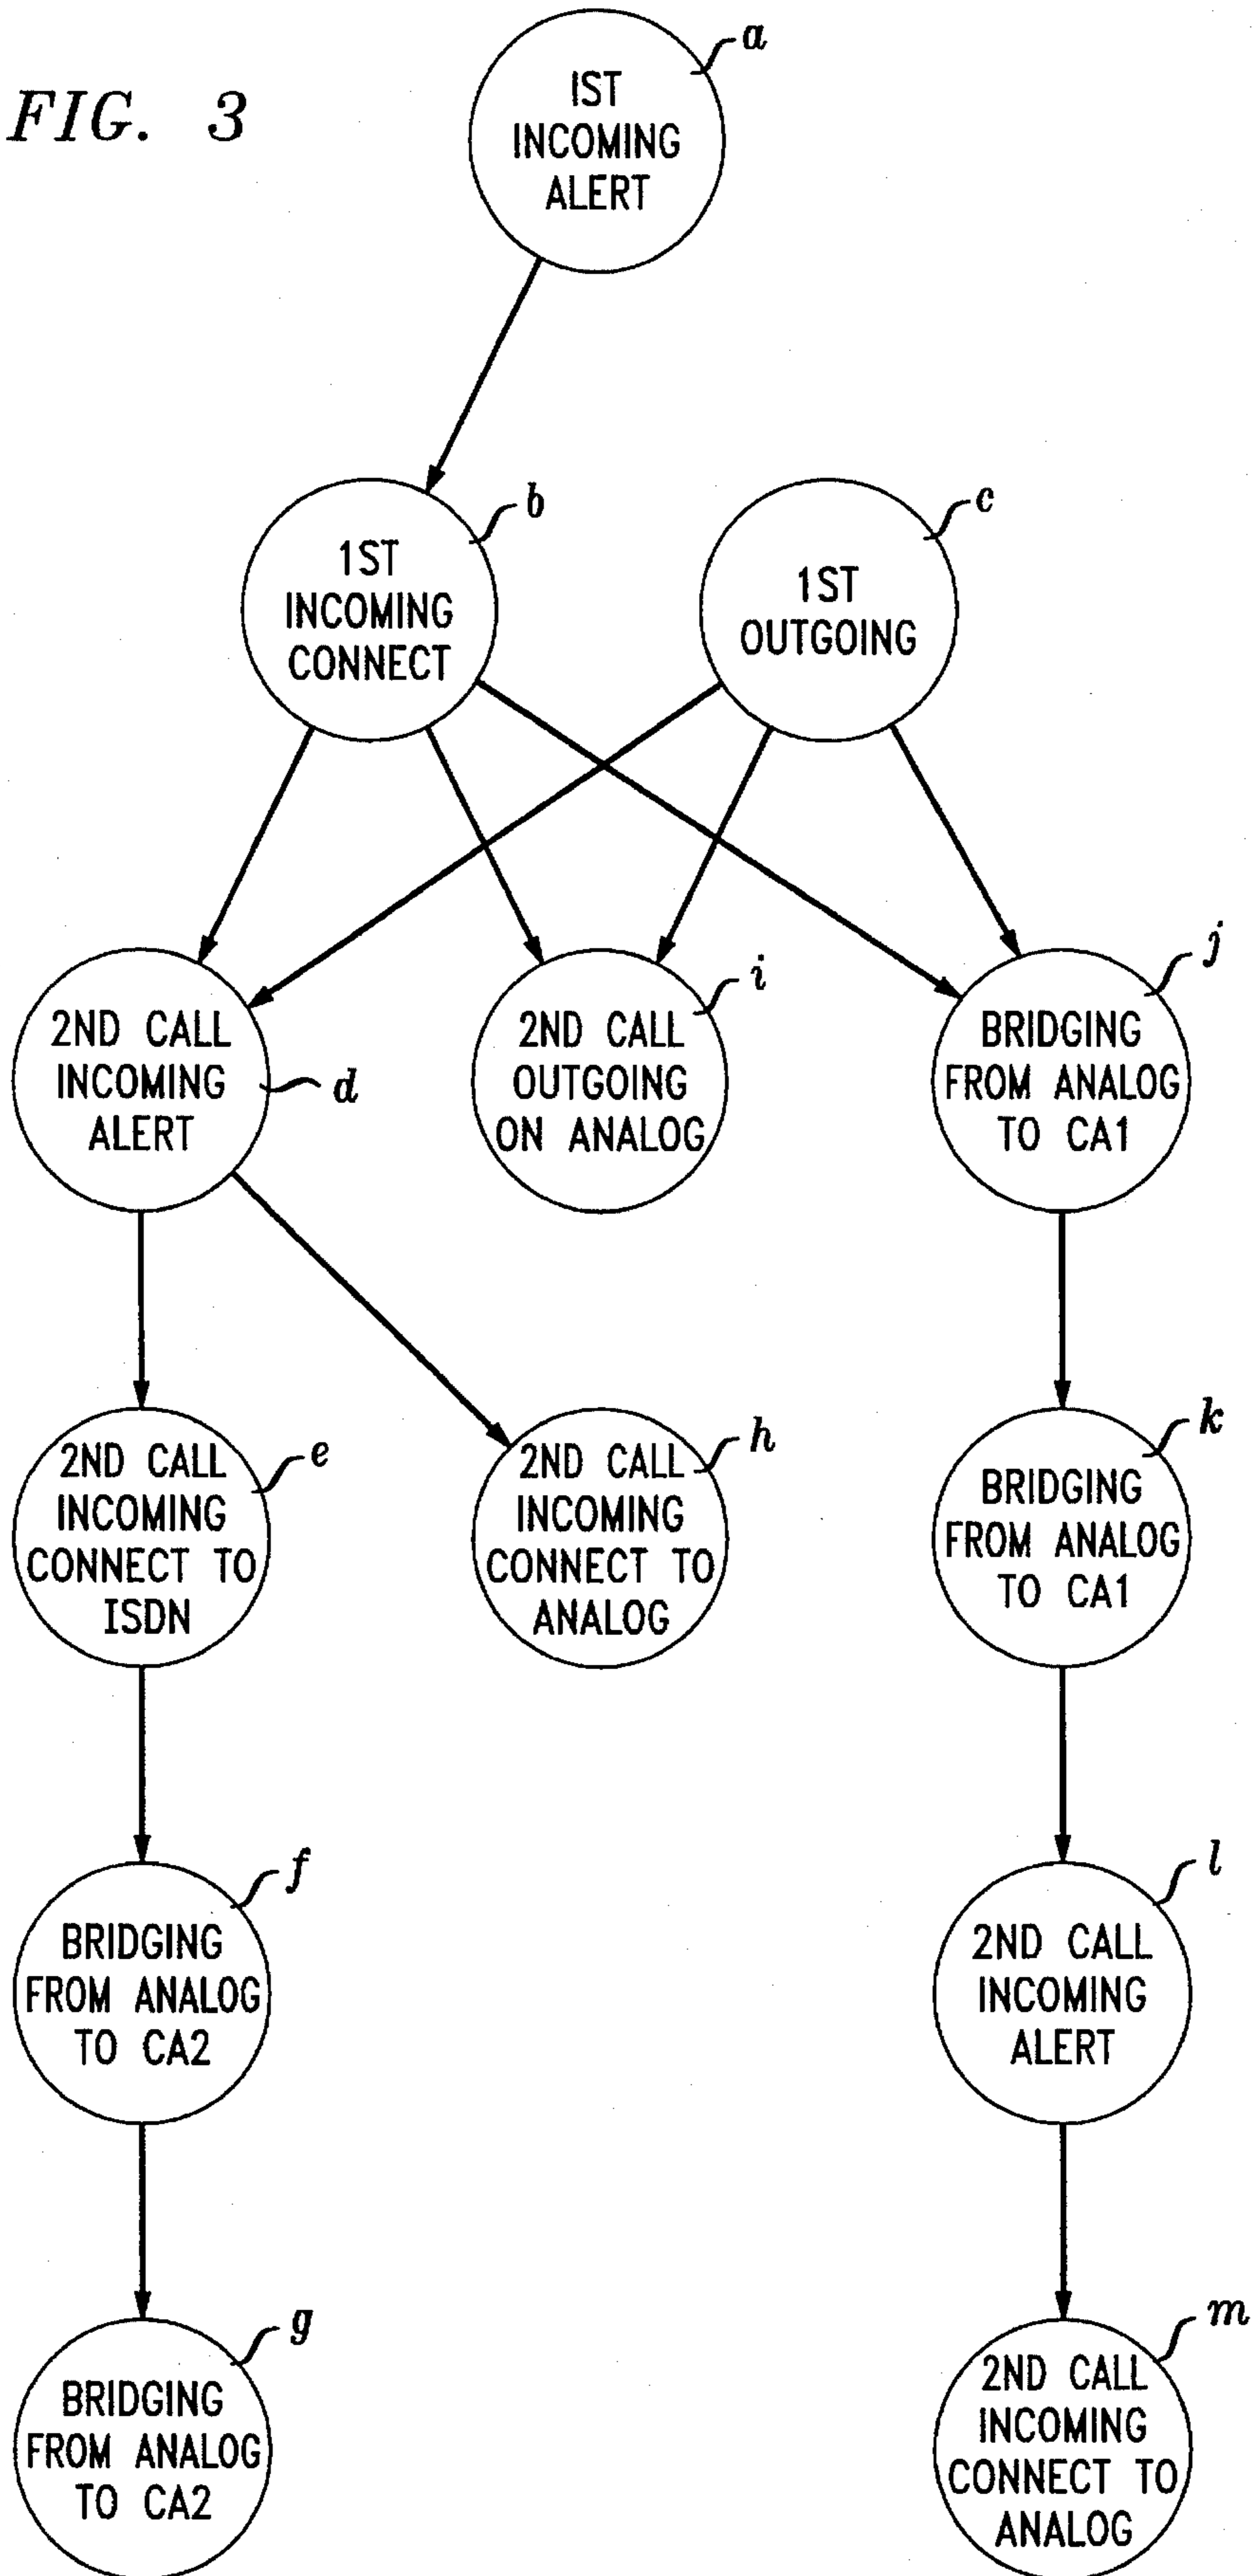 FIG. 3
a
IST
INCOMING
ALERT
b
1ST
INCOMING
CONNECT
c
1ST
OUTGOING
2ND CALL
INCOMING
ALERT
d
i
2ND CALL
OUTGOING
ON ANALOG
j
BRIDGING
FROM ANALOG
TO CA1
e
2ND CALL
INCOMING
CONNECT TO
ISDN
h
2ND CALL
INCOMING
CONNECT TO
ANALOG
k
BRIDGING
FROM ANALOG
TO CA1
f
BRIDGING
FROM ANALOG
TO CA2
l
2ND CALL
INCOMING
ALERT
g
BRIDGING
FROM ANALOG
TO CA2
m
2ND CALL
INCOMING
CONNECT TO
ANALOG